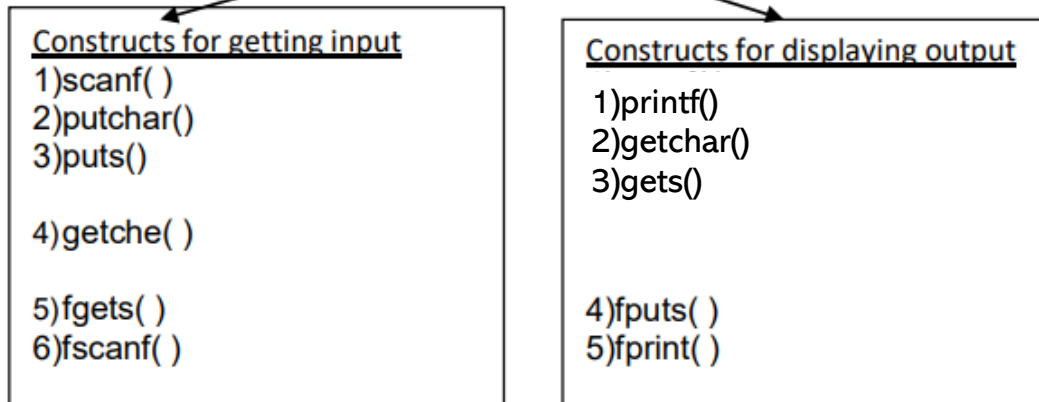 Constructs for getting input
1)scanf( )
2)putchar()
3)puts()
4)getche( )
5)fgets( )
6)fscanf( )
Constructs for displaying output
1)printf()
2)getchar()
3)gets()
4)fputs( )
5)fprint( )